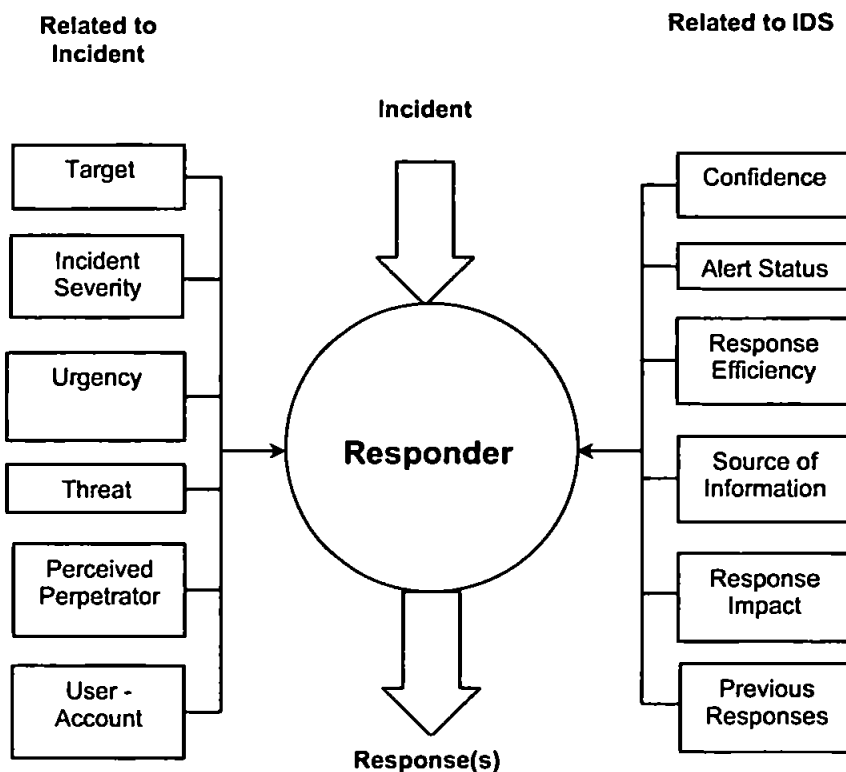 Related to
Incident
Related to IDS
Incident
Target
Incident
Severity
Urgency
Threat
Perceived
Perpetrator
User -
Account
Responder
Confidence
Alert Status
Response
Efficiency
Source of
Information
Response
Impact
Previous
Responses
Response(s)